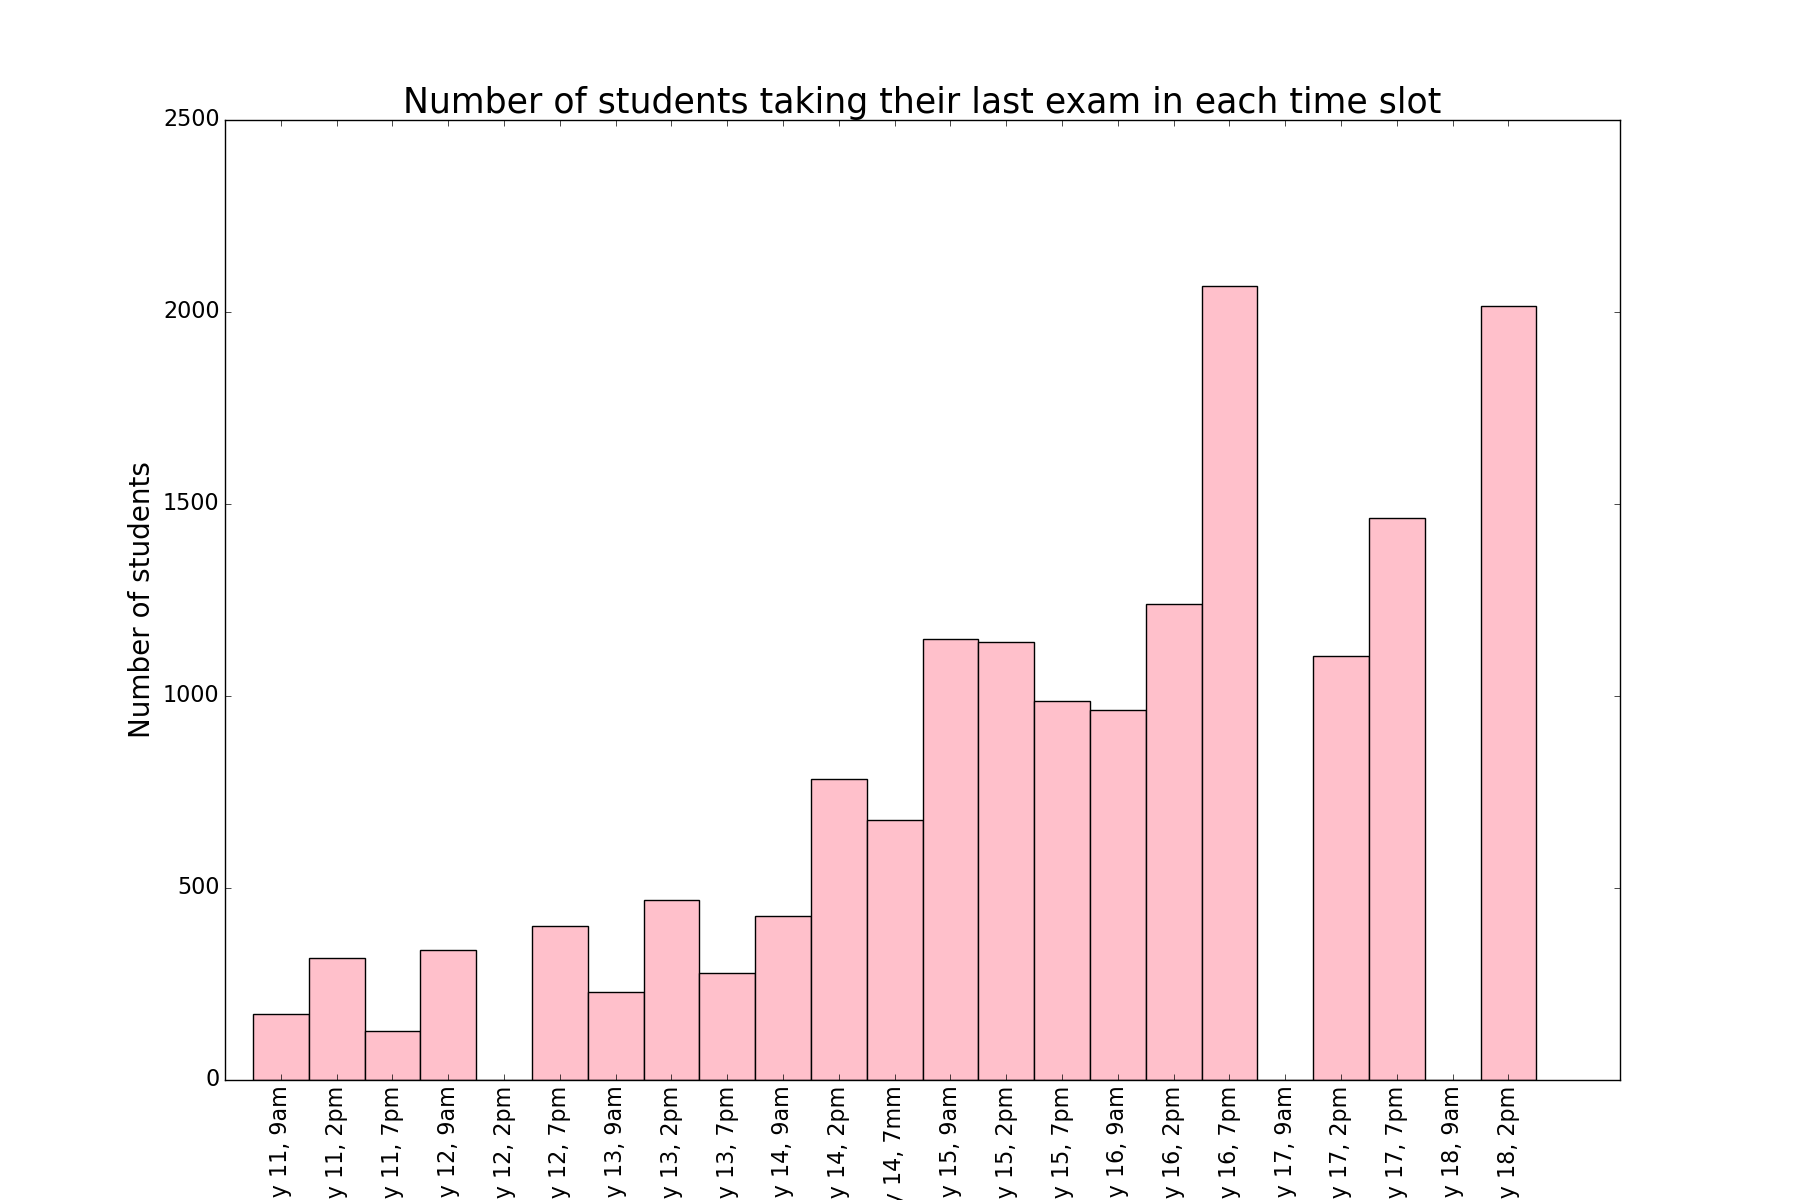 Number of students taking their last exam in each time slot
Number of students
2500
2000
1500
1000
500
0
y 11, 9am
y 11, 2pm
y 11, 7pm
y 12, 9am
y 12, 2pm
y 12, 7pm
y 13, 9am
y 13, 2pm
y 13, 7pm
y 14, 9am
y 14, 2pm
y 14, 7mm
y 15, 9am
y 15, 2pm
y 15, 7pm
y 16, 9am
y 16, 2pm
y 16, 7pm
y 17, 9am
y 17, 2pm
y 17, 7pm
y 18, 9am
y 18, 2pm